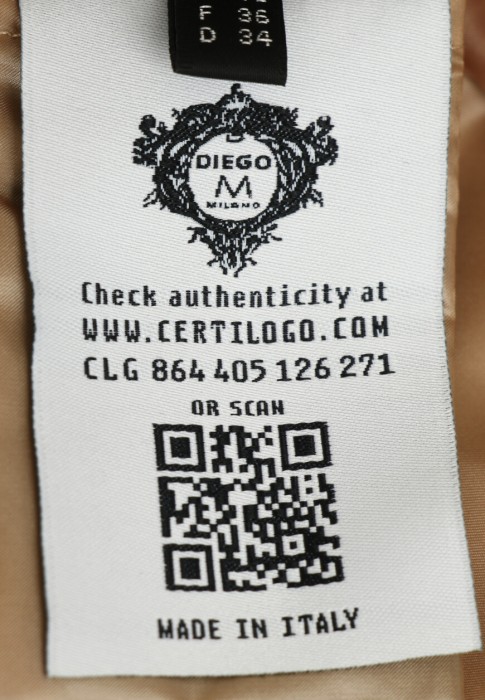 F 36
D 34
DIEGO
M
MILANO
Check authenticity at
WWW.CERTILOGO.COM
CLG 864 405 126 271
OR SCAN
MADE IN ITALY